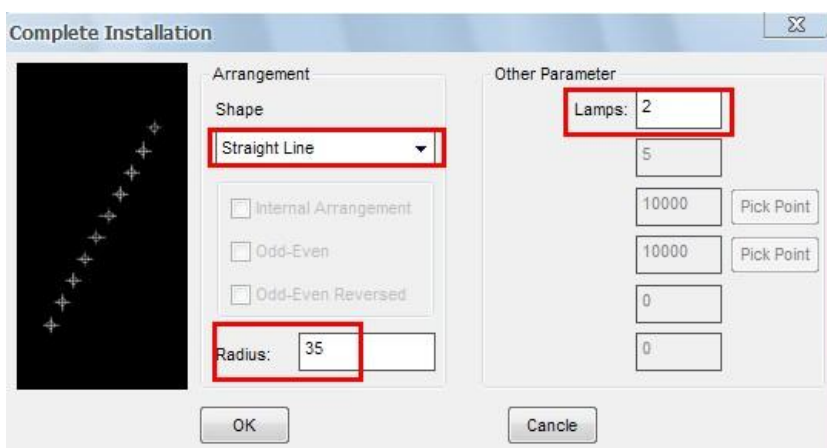 Complete Installation
Arrangement
Shape
Straight Line
Internal Arrangement
Odd-Even
Odd-Even Reversed
Radius: 35
Other Parameter
Lamps: 2
5
10000 Pick Point
10000 Pick Point
0
0
OK
Cancle